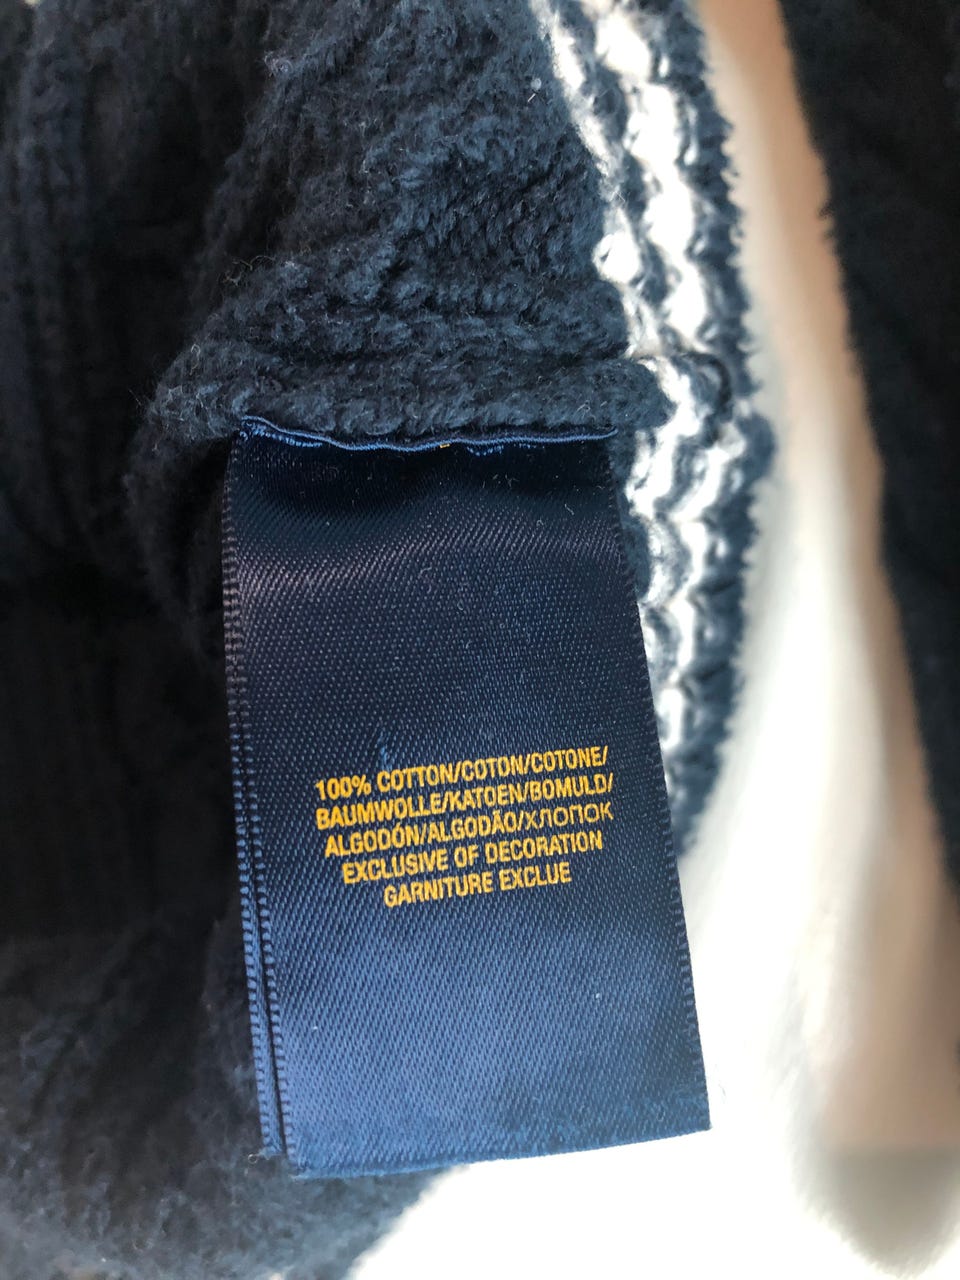 100% COTTON/COTON/COTONE/
BAUMWOLLE/KATOEN/BOMULD/
ALGODÓN/ALGODÃO/ХЛОПОК
EXCLUSIVE OF DECORATION
GARNITURE EXCLUE